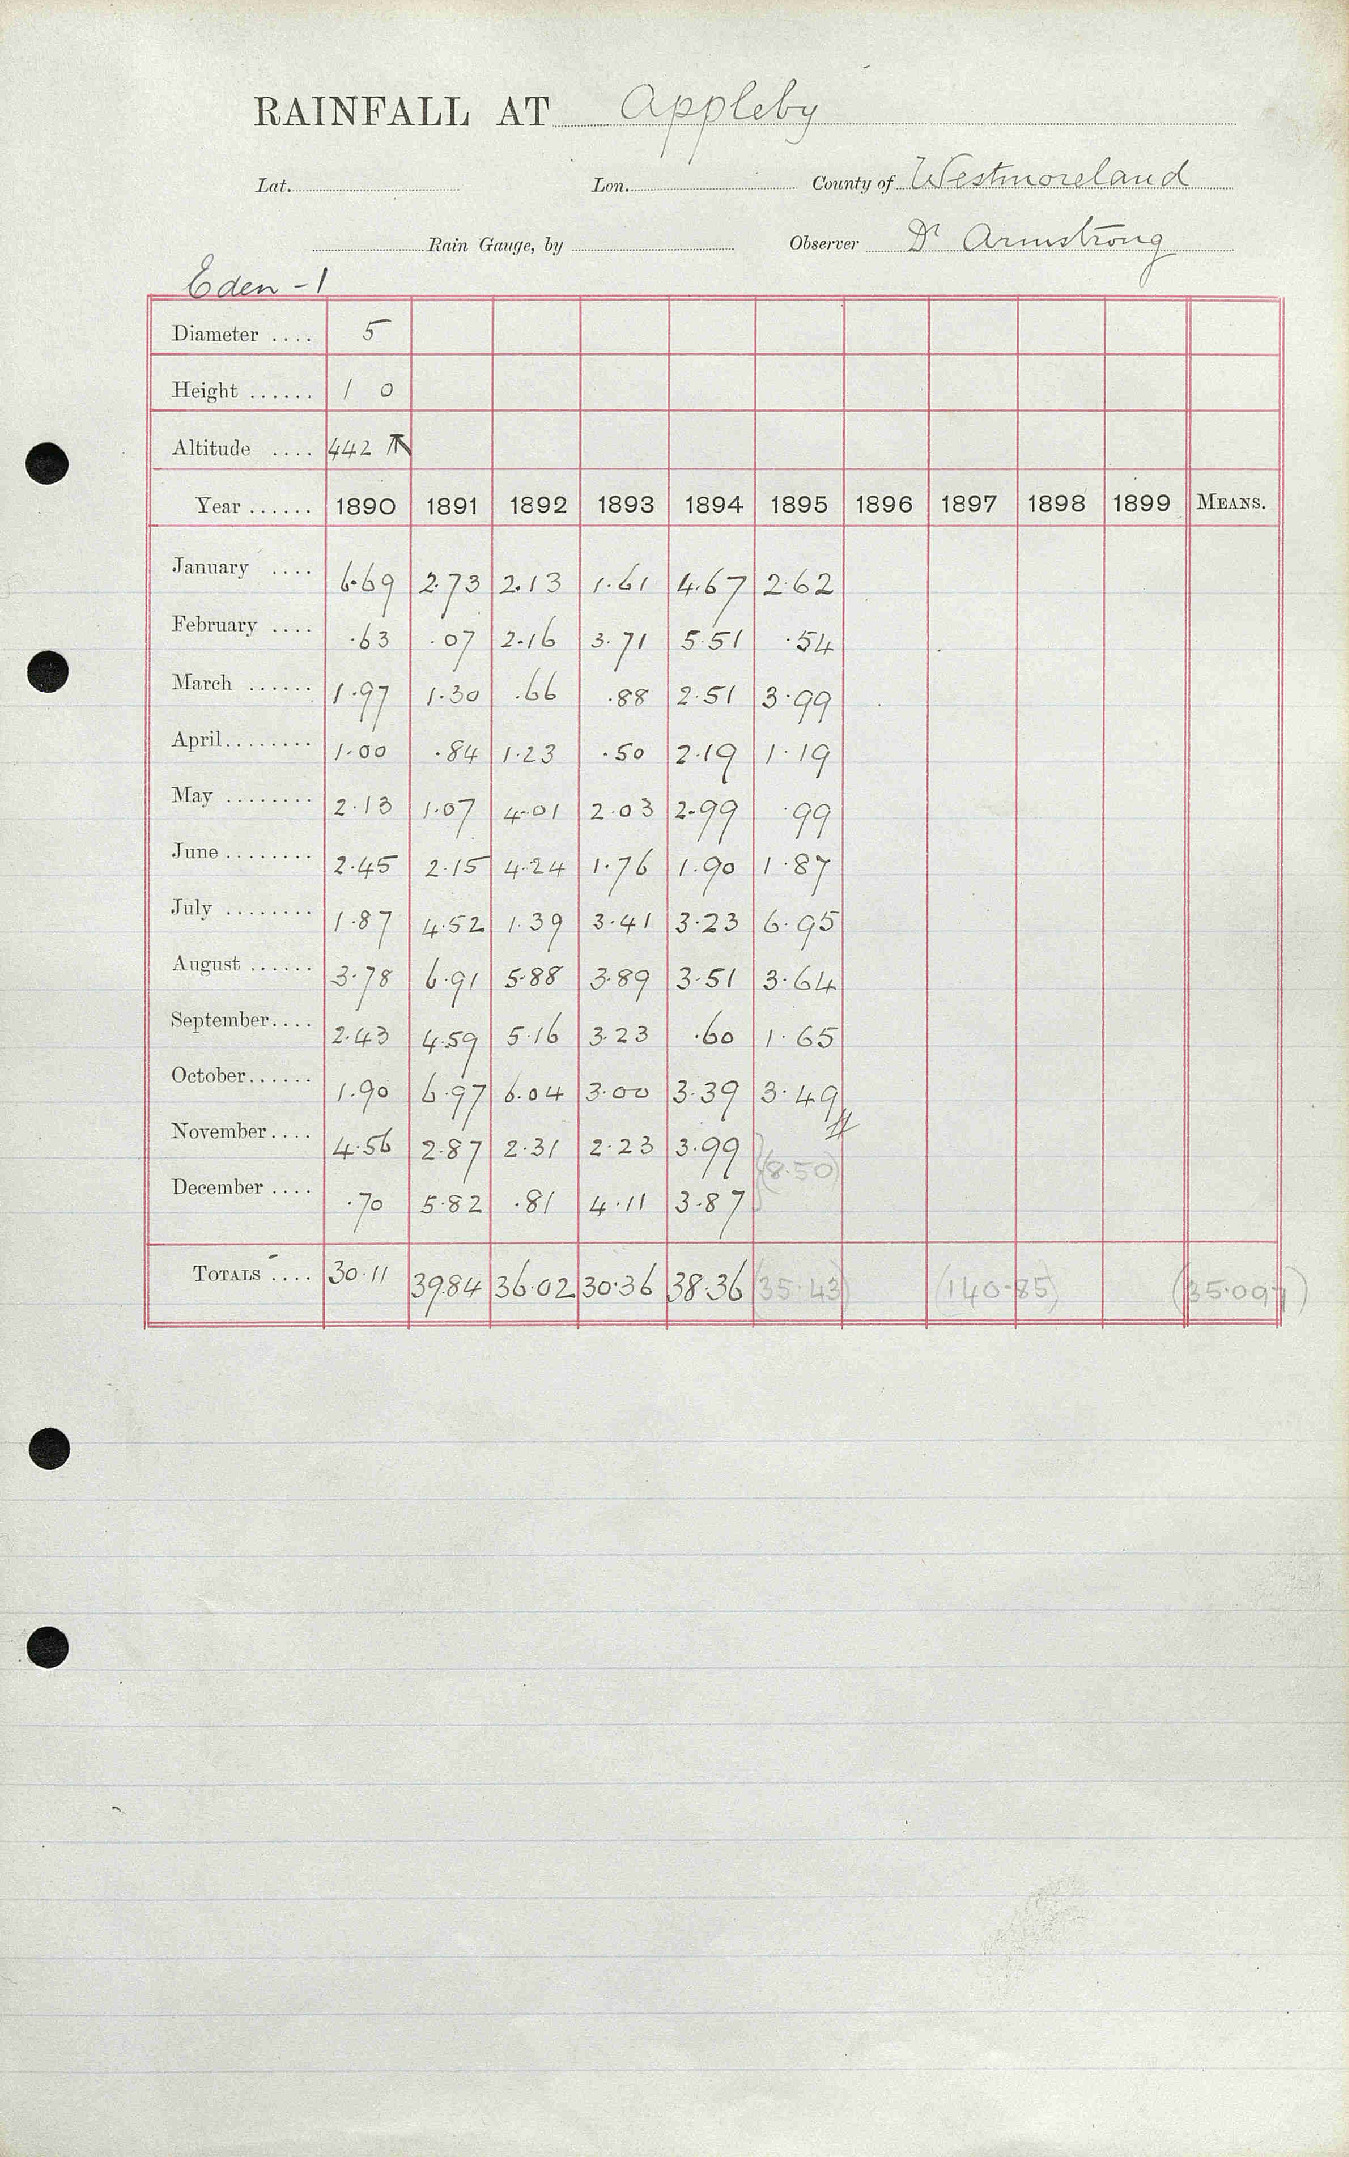 RAINFALL AT Appleby
Lat. Lon. County of Westmoreland
Rain Gauge, by Observer Dr Armstrong
Eden - 1
Diameter .... 5
Height ...... 1 0
Altitude .... 442
Year ...... 1890 1891 1892 1893 1894 1895 1896 1897 1898 1899 MEANS.
January .... 6.69 2.73 2.13 1.61 4.67 2.62
February .... .63 .07 2.16 3.71 5.51 .54
March ...... 1.97 1.30 .66 .88 2.51 3.99
April........ 1.00 .84 1.23 .50 2.19 1.19
May ........ 2.13 1.07 4.01 2.03 2.99 .99
June ........ 2.45 2.15 4.24 1.76 1.90 1.87
July ........ 1.87 4.52 1.39 3.41 3.23 6.95
August ...... 3.78 6.91 5.88 3.89 3.51 3.64
September.... 2.43 4.59 5.16 3.23 .60 1.65
October...... 1.90 6.97 6.04 3.00 3.39 3.49
November.... 4.56 2.87 2.31 2.23 3.99
(8.50)
December .... .70 5.82 .81 4.11 3.87
TOTALS .... 30.11 39.84 36.02 30.36 38.36 (35.43) (140.85) (35.097)